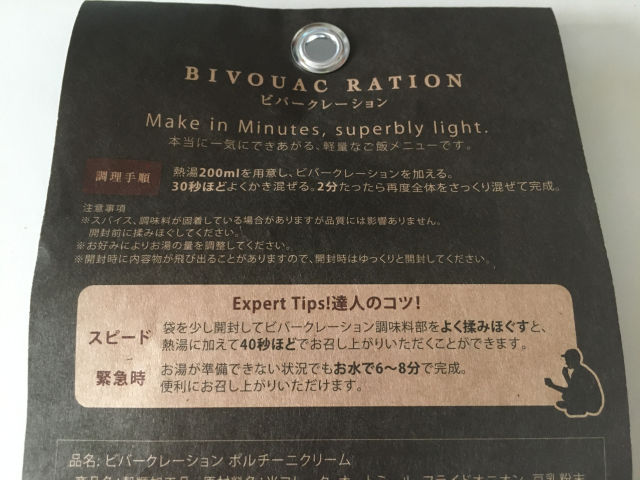 BIVOUAC RATION
ビバークレーション
Make in Minutes, superbly light.
本当に一気にできあがる、軽量なご飯メニューです。
調理手順
熱湯200mlを用意し、ビバークレーションを加える。
30秒ほどよくかき混ぜる。2分たったら再度全体をさっくり混ぜて完成。
注意事項
※スパイス、調味料が固着している場合がありますが品質には影響ありません。
開封前に揉みほぐしてください。
※お好みによりお湯の量を調整してください。
※開封時に内容物が飛び出ることがありますので、開封時はゆっくりと開封してください。
Expert Tips!達人のコツ!
スピード
袋を少し開封してビバークレーション調味料部をよく揉みほぐすと、
熱湯に加えて40秒ほどでお召し上がりいただくことができます。
緊急時
お湯が準備できない状況でもお水で6〜8分で完成。
便利にお召し上がりいただけます。
品名: ビバークレーション ポルチーニクリーム